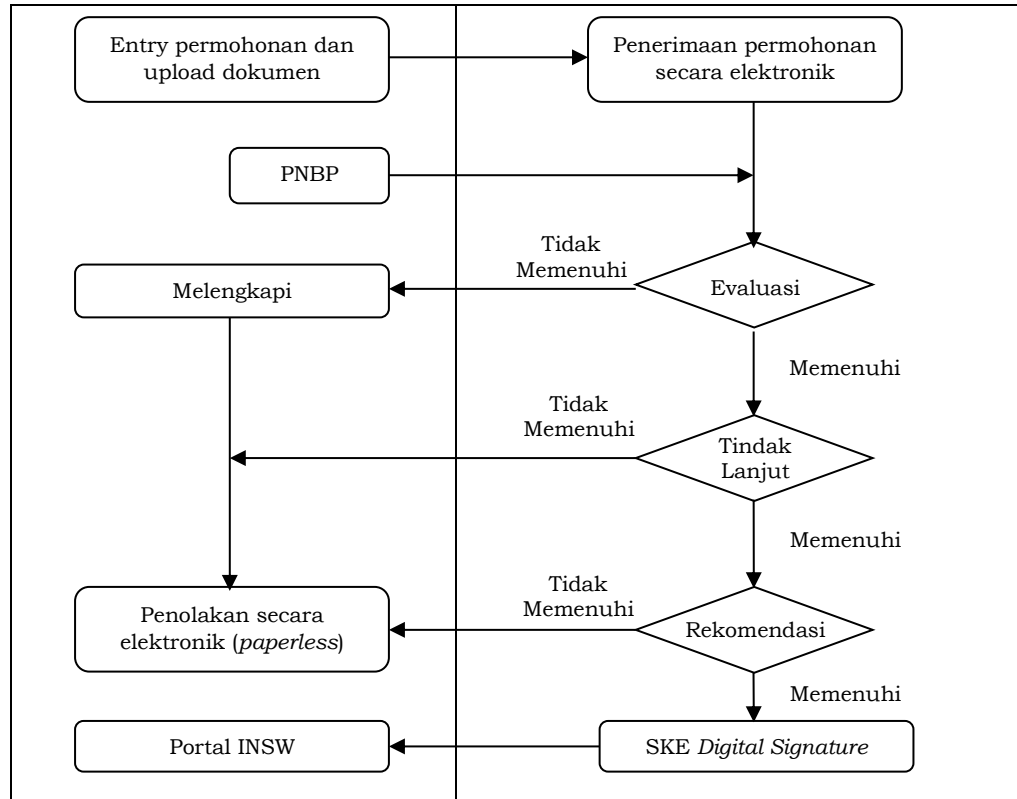 Entry permohonan dan
upload dokumen
Penerimaan permohonan
secara elektronik
PNBP
Tidak
Memenuhi
Melengkapi
Evaluasi
Memenuhi
Tidak
Memenuhi
Tindak
Lanjut
Memenuhi
Tidak
Memenuhi
Penolakan secara
elektronik (paperless)
Rekomendasi
Memenuhi
Portal INSW
SKE Digital Signature